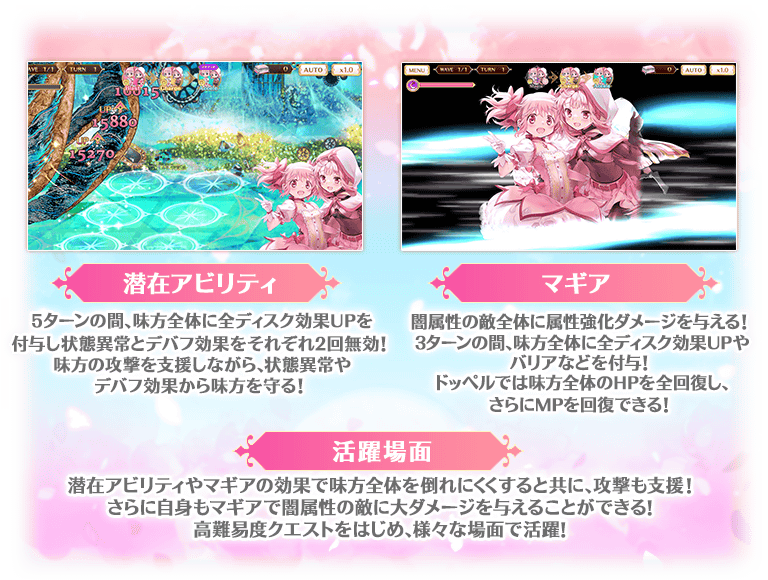 WAVE 1/1 TURN 1
0 AUTO x1.0
10015
UP
15880
15270
MENU WAVE 1/1 TURN 1
0 AUTO x1.0
潜在アビリティ
5ターンの間、味方全体に全ディスク効果UPを
付与し状態異常とデバフ効果をそれぞれ2回無効！
味方の攻撃を支援しながら、状態異常や
デバフ効果から味方を守る！
マギア
闇属性の敵全体に属性強化ダメージを与える！
3ターンの間、味方全体に全ディスク効果UPや
バリアなどを付与！
ドッペルでは味方全体のHPを全回復し、
さらにMPを回復できる！
活躍場面
潜在アビリティやマギアの効果で味方全体を倒れにくくすると共に、攻撃も支援！
さらに自身もマギアで闇属性の敵に大ダメージを与えることができる！
高難易度クエストをはじめ、様々な場面で活躍！